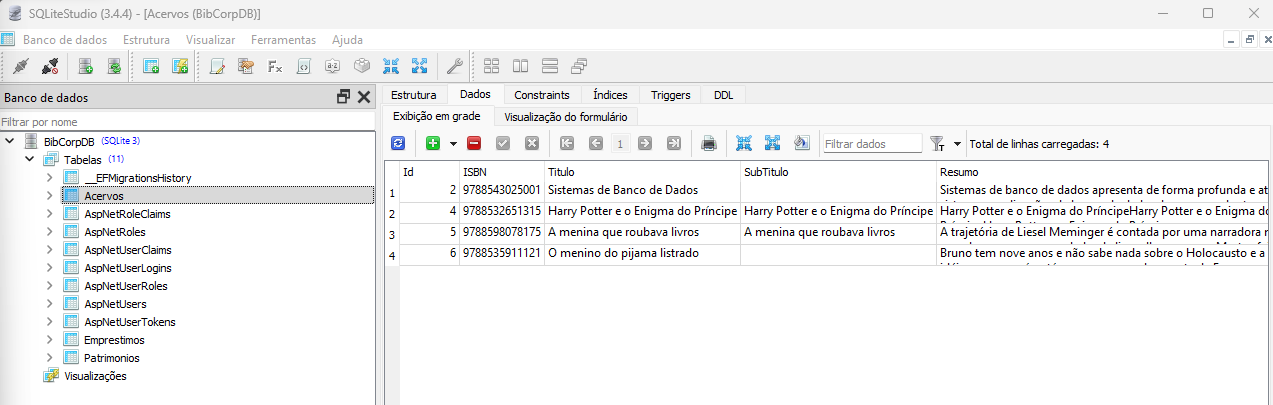 SQLiteStudio (3.4.4) - [Acervos (BibCorpDB)]
Banco de dados Estrutura Visualizar Ferramentas Ajuda
Banco de dados
Filtrar por nome
BibCorpDB (SQLite 3)
Tabelas (11)
__EFMigrationsHistory
Acervos
AspNetRoleClaims
AspNetRoles
AspNetUserClaims
AspNetUserLogins
AspNetUserRoles
AspNetUsers
AspNetUserTokens
Emprestimos
Patrimonios
Visualizações
Estrutura Dados Constraints Índices Triggers DDL
Exibição em grade Visualização do formulário
1 Filtrar dados Total de linhas carregadas: 4
Id ISBN Titulo SubTitulo Resumo
1 2 9788543025001 Sistemas de Banco de Dados Sistemas de banco de dados apresenta de forma profunda e at
2 4 9788532651315 Harry Potter e o Enigma do Príncipe Harry Potter e o Enigma do Príncipe Harry Potter e o Enigma do PríncipeHarry Potter e o Enigma do
3 5 9788598078175 A menina que roubava livros A menina que roubava livros A trajetória de Liesel Meminger é contada por uma narradora
4 6 9788535911121 O menino do pijama listrado Bruno tem nove anos e não sabe nada sobre o Holocausto e a